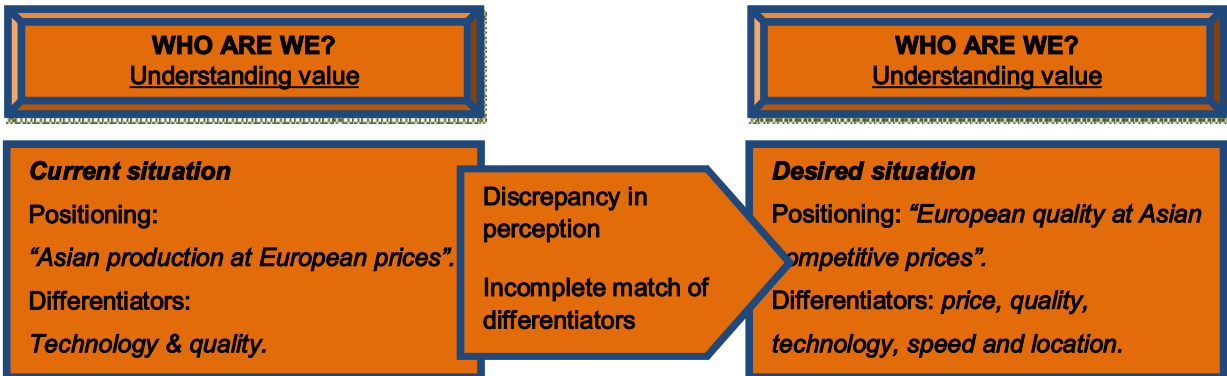 WHO ARE WE?
Understanding value
Current situation
Positioning:
“Asian production at European prices”.
Differentiators:
Technology & quality.
Discrepancy in
perception
Incomplete match of
differentiators
WHO ARE WE?
Understanding value
Desired situation
Positioning: “European quality at Asian
ompetitive prices”.
Differentiators: price, quality,
technology, speed and location.